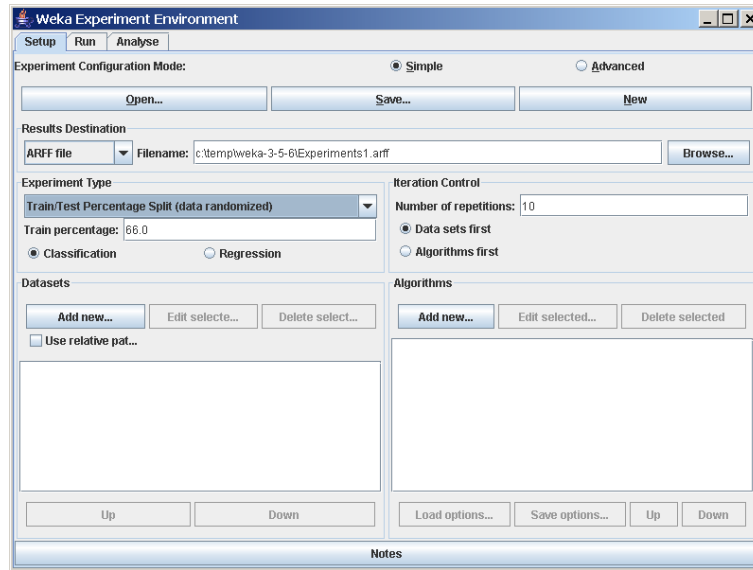 Weka Experiment Environment
Setup Run Analyse
Experiment Configuration Mode: Simple Advanced
Open... Save... New
Results Destination
ARFF file Filename: c:\temp\weka-3-5-6\Experiments1.arff Browse...
Experiment Type
Train/Test Percentage Split (data randomized)
Train percentage: 66.0
Classification Regression
Iteration Control
Number of repetitions: 10
Data sets first
Algorithms first
Datasets
Add new... Edit selecte... Delete select...
Use relative pat...
Up Down
Algorithms
Add new... Edit selected... Delete selected
Load options... Save options... Up Down
Notes